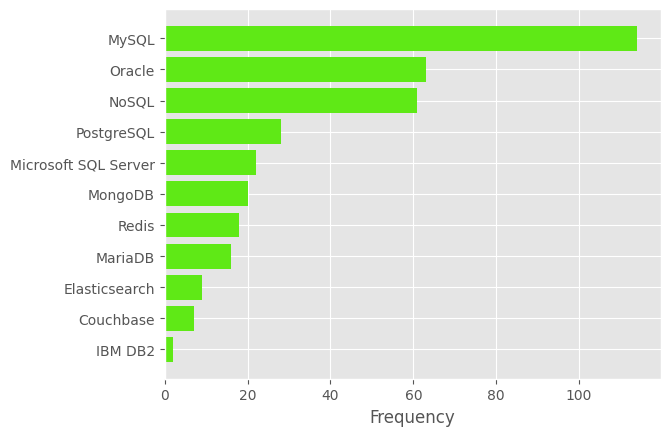 MySQL
Oracle
NoSQL
PostgreSQL
Microsoft SQL Server
MongoDB
Redis
MariaDB
Elasticsearch
Couchbase
IBM DB2
0 20 40 60 80 100
Frequency